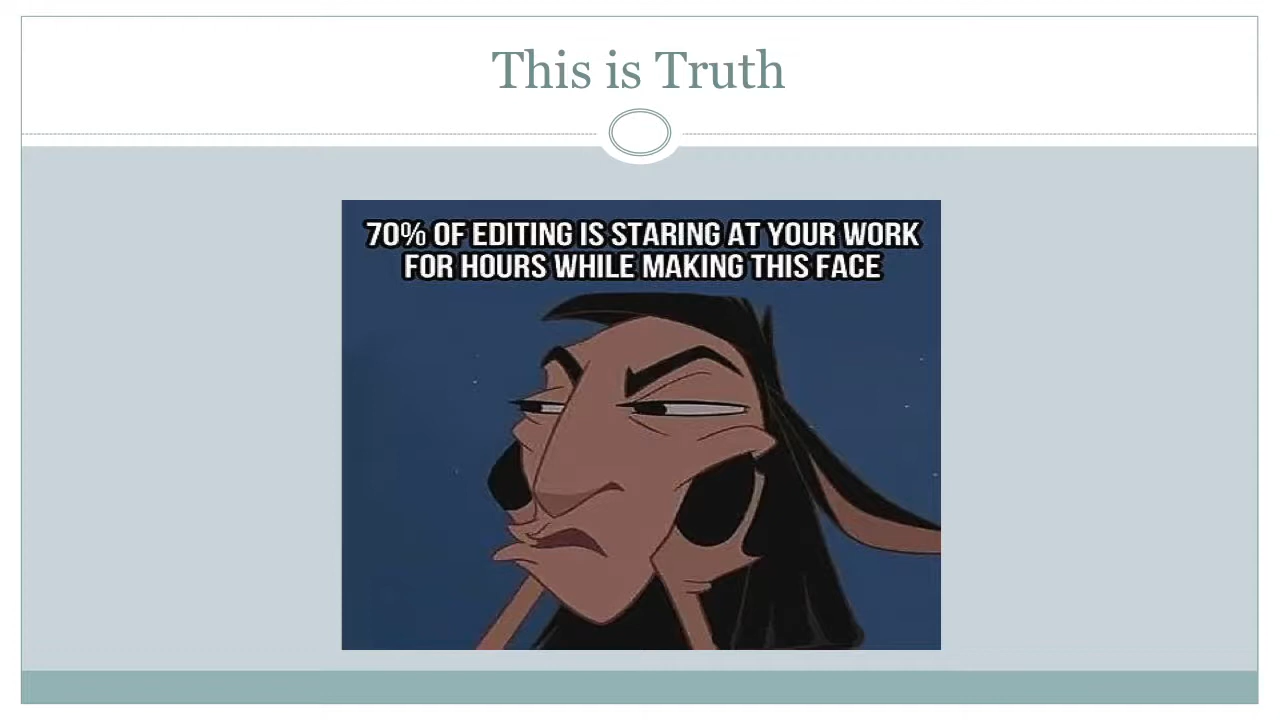 This is Truth
70% OF EDITING IS STARING AT YOUR WORK
FOR HOURS WHILE MAKING THIS FACE